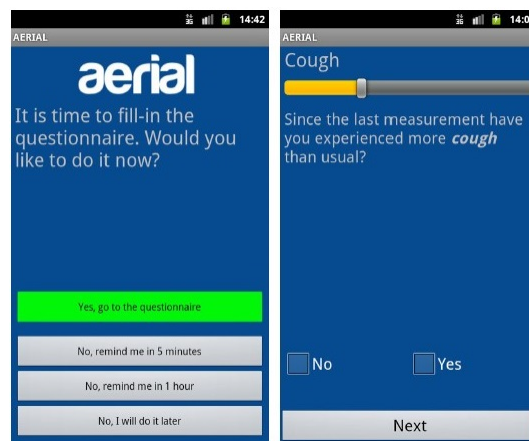 14:42
AERIAL
aerial
It is time to fill-in the
questionnaire. Would you
like to do it now?
Yes, go to the questionnaire
No, remind me in 5 minutes
No, remind me in 1 hour
No, I will do it later
AERIAL
Cough
Since the last measurement have
you experienced more cough
than usual?
No
Yes
Next